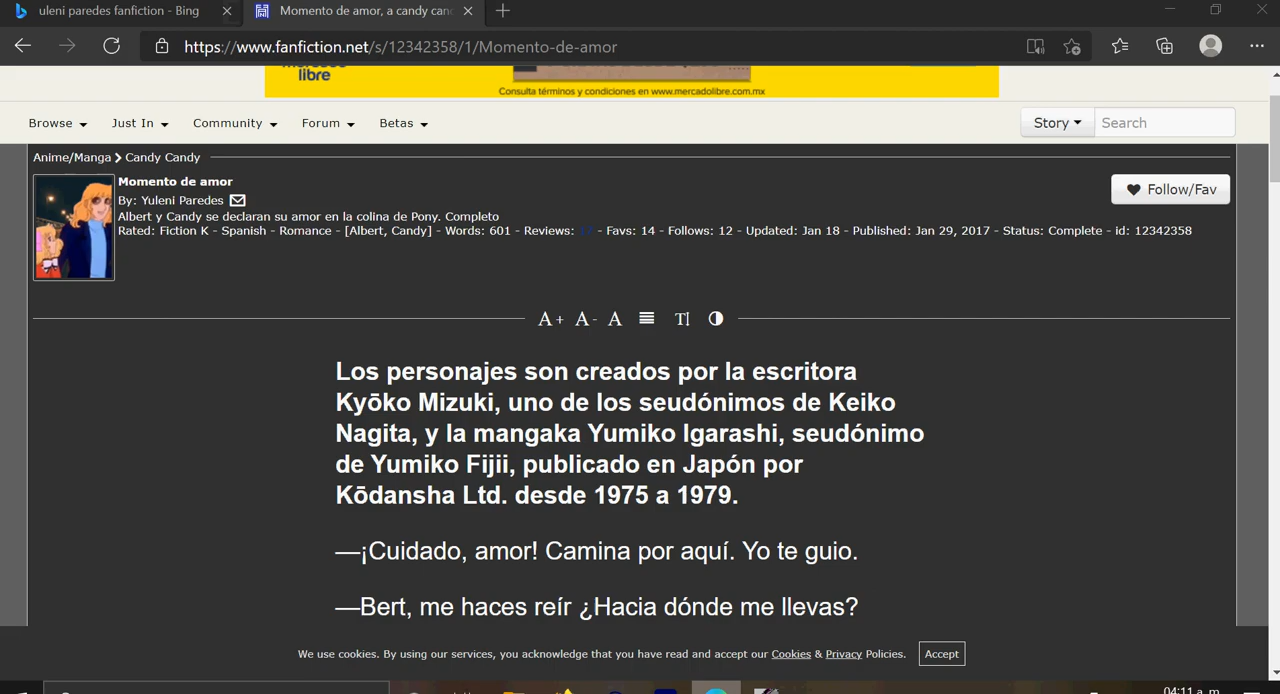 uleni paredes fanfiction - Bing
Momento de amor, a candy can
https://www.fanfiction.net/s/12342358/1/Momento-de-amor
libre
Consulta términos y condiciones en www.mercadolibre.com.mx
Browse Just In Community Forum Betas Story Search
Anime/Manga Candy Candy
Momento de amor
By: Yuleni Paredes
Follow/Fav
Albert y Candy se declaran su amor en la colina de Pony. Completo
Rated: Fiction K - Spanish - Romance - [Albert, Candy] - Words: 601 - Reviews: - Favs: 14 - Follows: 12 - Updated: Jan 18 - Published: Jan 29, 2017 - Status: Complete - id: 12342358
A+ A- A
Los personajes son creados por la escritora
Kyōko Mizuki, uno de los seudónimos de Keiko
Nagita, y la mangaka Yumiko Igarashi, seudónimo
de Yumiko Fijii, publicado en Japón por
Kōdansha Ltd. desde 1975 a 1979.
—¡Cuidado, amor! Camina por aquí. Yo te guio.
—Bert, me haces reír ¿Hacia dónde me llevas?
We use cookies. By using our services, you acknowledge that you have read and accept our Cookies & Privacy Policies. Accept
04:11 a. m.